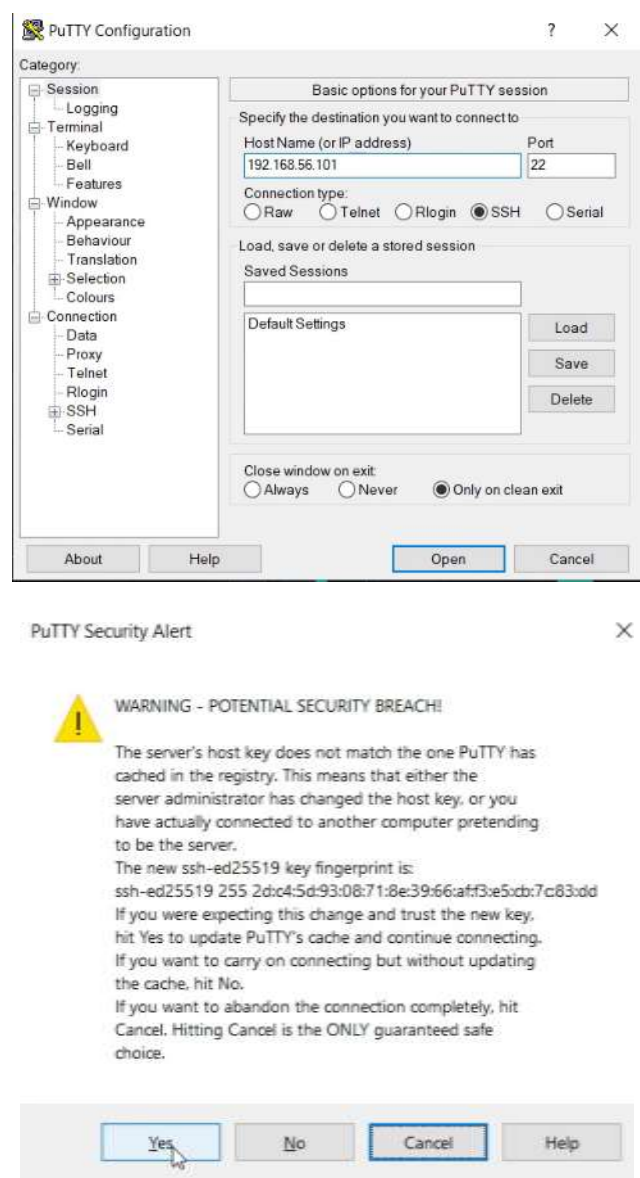 PuTTY Configuration ? ×
Category:
Session
Logging
Terminal
Keyboard
Bell
Features
Window
Appearance
Behaviour
Translation
Selection
Colours
Connection
Data
Proxy
Telnet
Rlogin
SSH
Serial
Basic options for your PuTTY session
Specify the destination you want to connect to
Host Name (or IP address) Port
192.168.56.101 22
Connection type:
Raw Telnet Rlogin SSH Serial
Load, save or delete a stored session
Saved Sessions
Default Settings
Load
Save
Delete
Close window on exit:
Always Never Only on clean exit
About Help Open Cancel
PuTTY Security Alert ×
WARNING - POTENTIAL SECURITY BREACH!
The server's host key does not match the one PuTTY has
cached in the registry. This means that either the
server administrator has changed the host key, or you
have actually connected to another computer pretending
to be the server.
The new ssh-ed25519 key fingerprint is:
ssh-ed25519 255 2d:c4:5d:93:08:71:8e:39:66:af:f3:e5:cb:7c:83:dd
If you were expecting this change and trust the new key,
hit Yes to update PuTTY's cache and continue connecting.
If you want to carry on connecting but without updating
the cache, hit No.
If you want to abandon the connection completely, hit
Cancel. Hitting Cancel is the ONLY guaranteed safe
choice.
Yes No Cancel Help